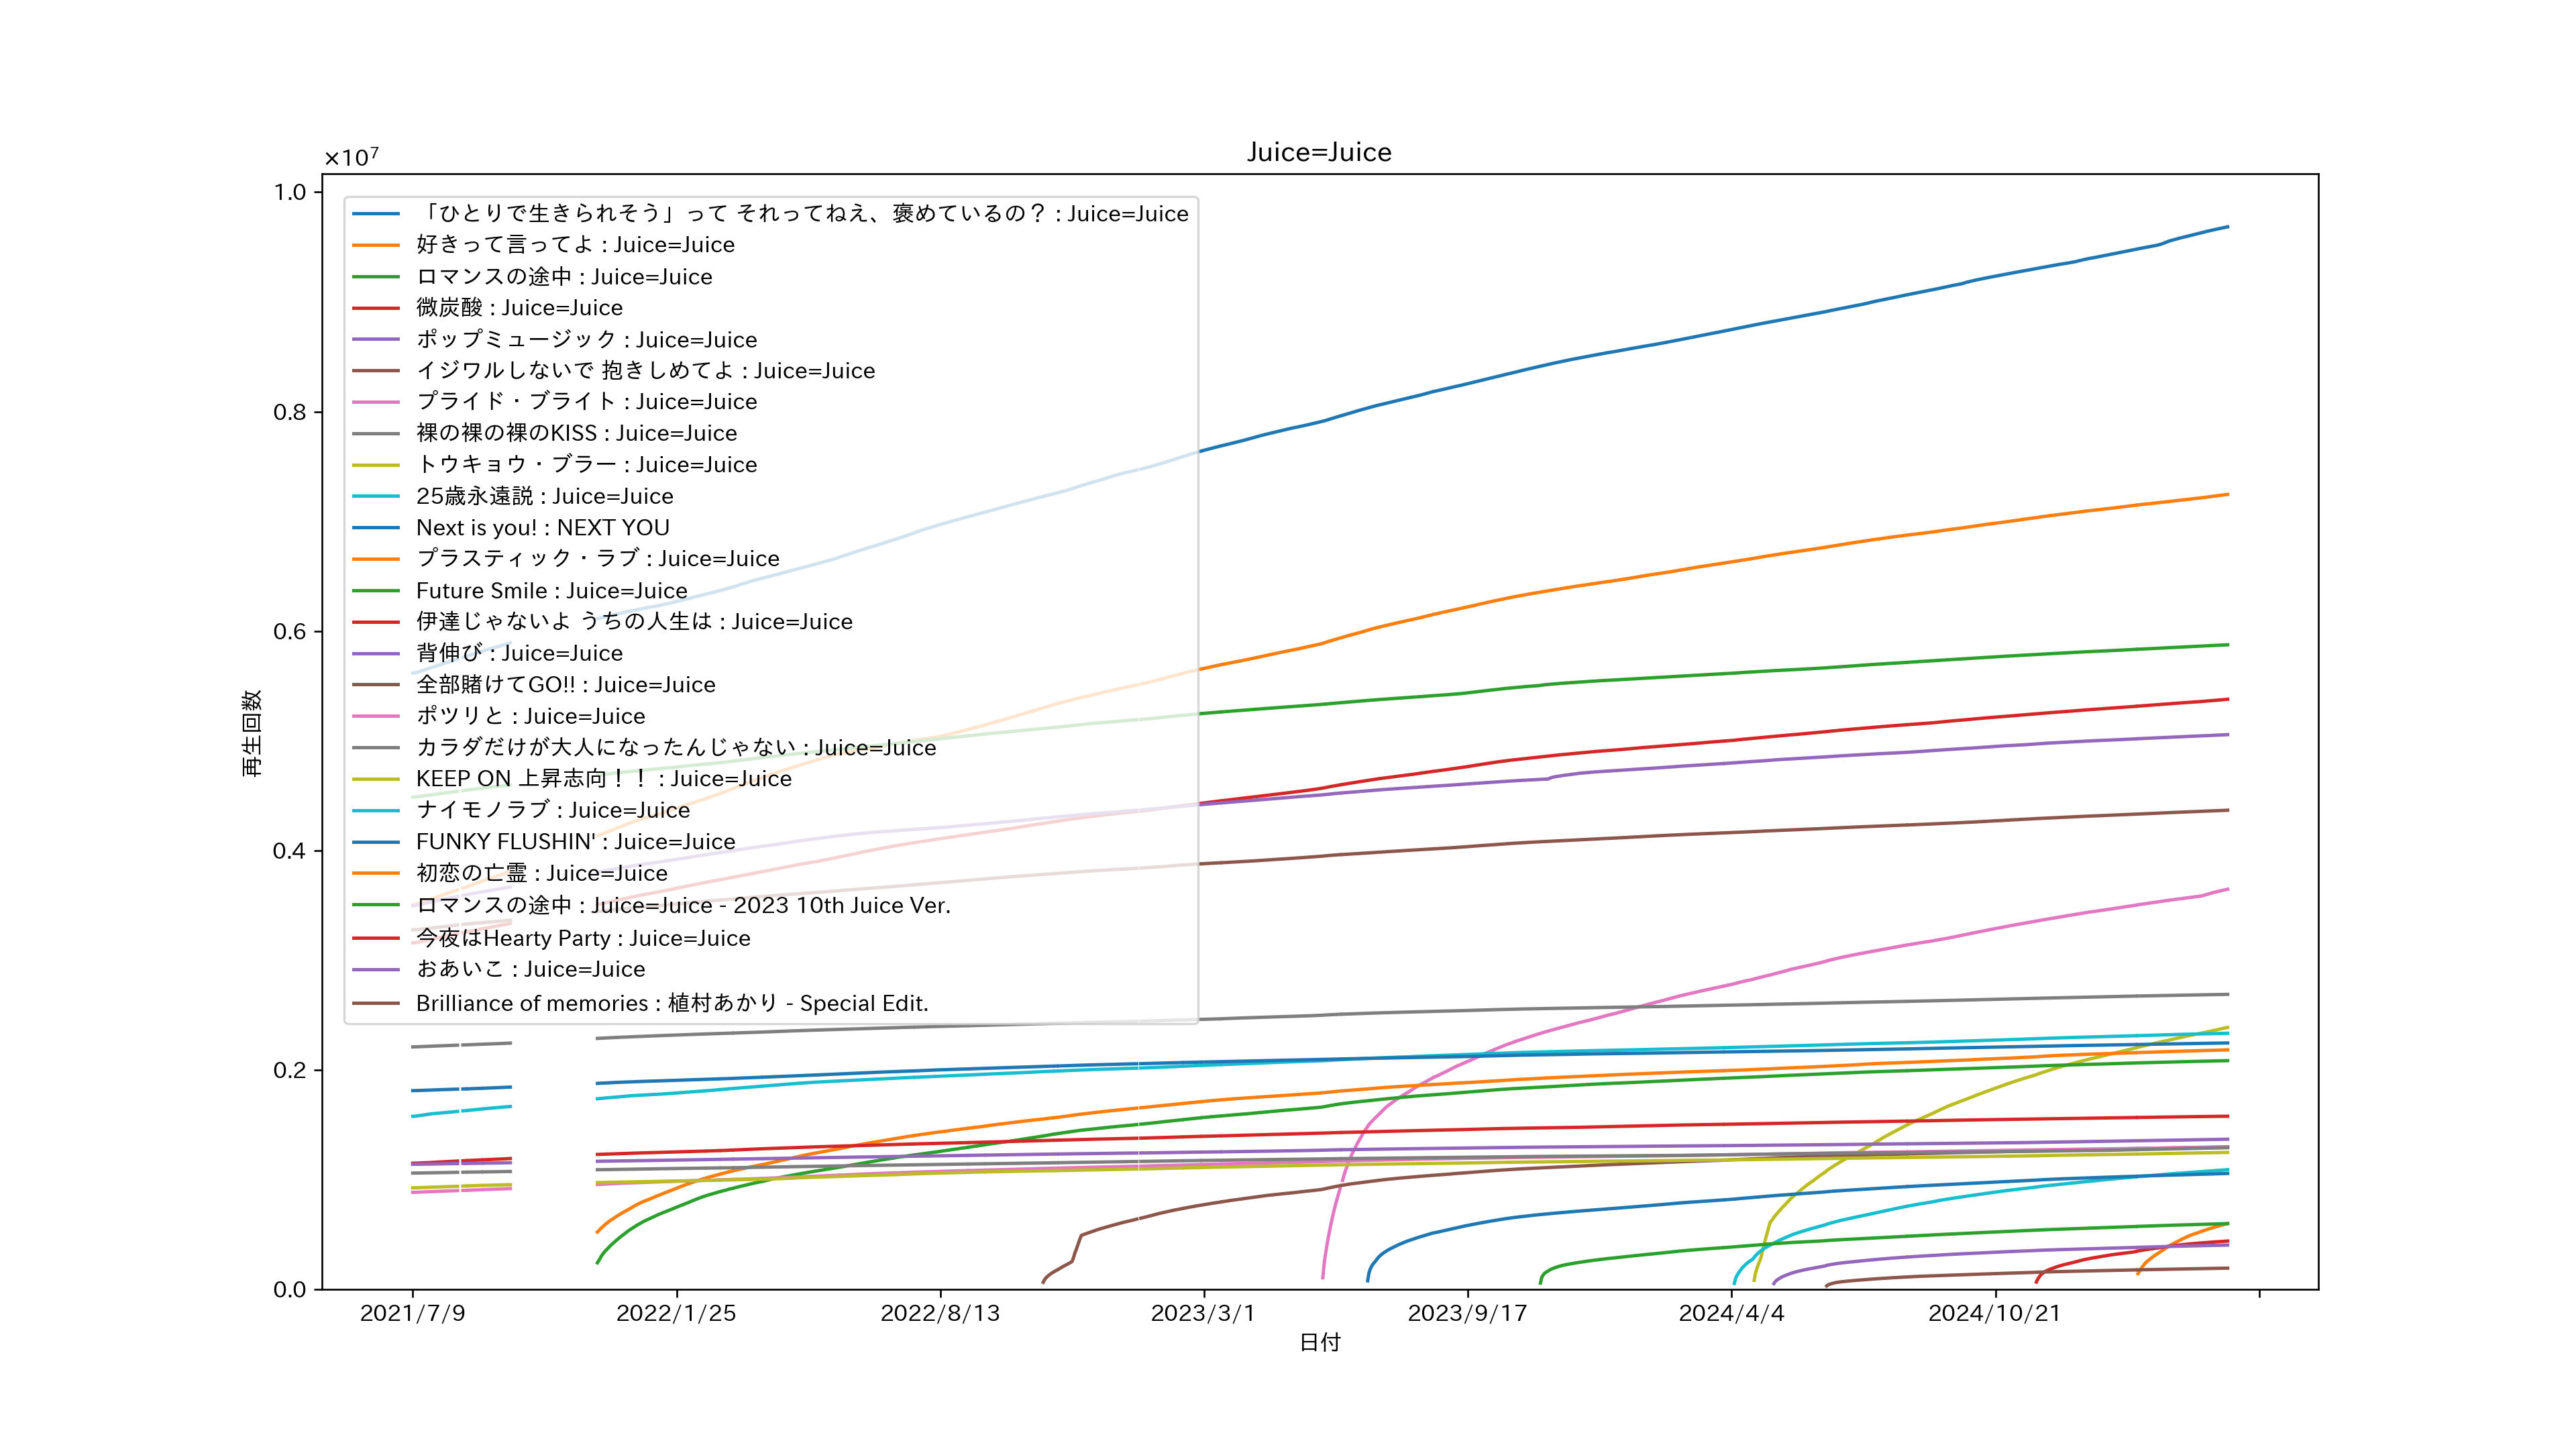 Juice=Juice
×10⁷
1.0
0.8
0.6
0.4
0.2
0.0
再生回数
「ひとりで生きられそう」って それってねえ、褒めているの？ : Juice=Juice
好きって言ってよ : Juice=Juice
ロマンスの途中 : Juice=Juice
微炭酸 : Juice=Juice
ポップミュージック : Juice=Juice
イジワルしないで 抱きしめてよ : Juice=Juice
プライド・ブライト : Juice=Juice
裸の裸の裸のKISS : Juice=Juice
トウキョウ・ブラー : Juice=Juice
25歳永遠説 : Juice=Juice
Next is you! : NEXT YOU
プラスティック・ラブ : Juice=Juice
Future Smile : Juice=Juice
伊達じゃないよ うちの人生は : Juice=Juice
背伸び : Juice=Juice
全部賭けてGO!! : Juice=Juice
ポツリと : Juice=Juice
カラダだけが大人になったんじゃない : Juice=Juice
KEEP ON 上昇志向！！ : Juice=Juice
ナイモノラブ : Juice=Juice
FUNKY FLUSHIN' : Juice=Juice
初恋の亡霊 : Juice=Juice
ロマンスの途中 : Juice=Juice - 2023 10th Juice Ver.
今夜はHearty Party : Juice=Juice
おあいこ : Juice=Juice
Brilliance of memories : 植村あかり - Special Edit.
2021/7/9 2022/1/25 2022/8/13 2023/3/1 2023/9/17 2024/4/4 2024/10/21
日付